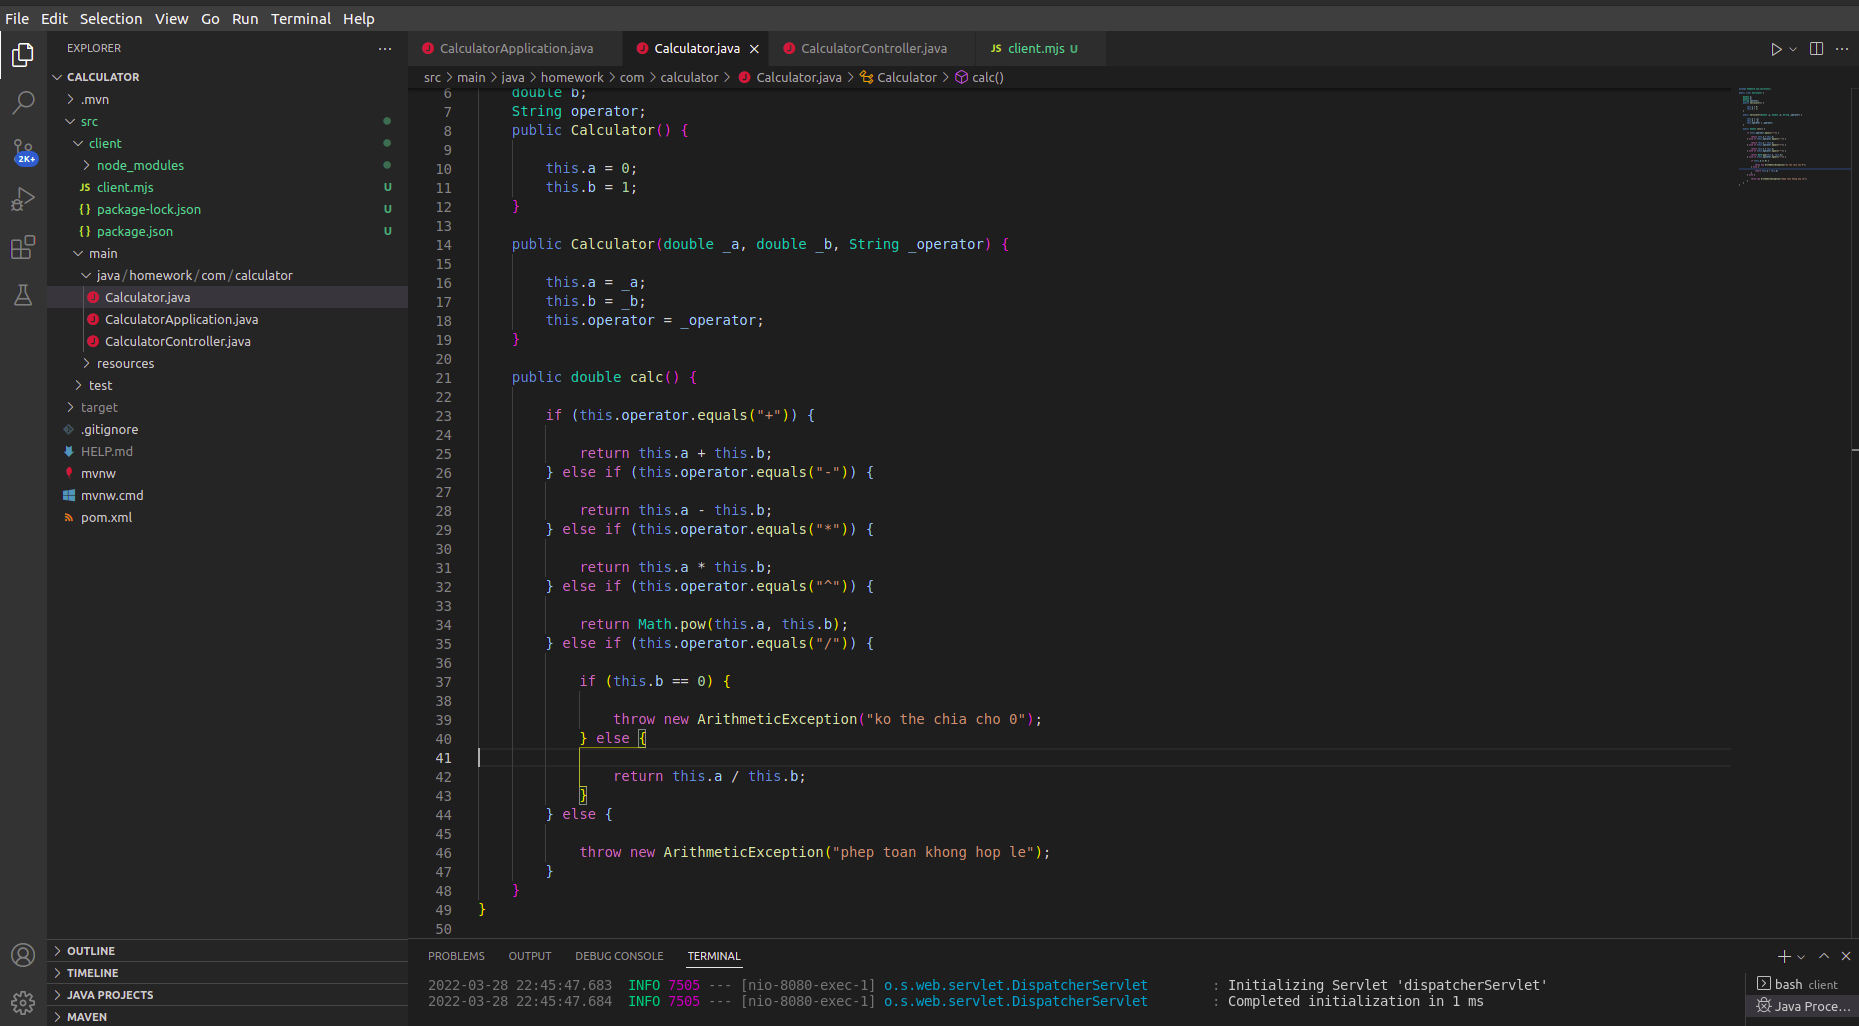 File Edit Selection View Go Run Terminal Help
EXPLORER
CALCULATOR
.mvn
src
client
node_modules
JS client.mjs U
{} package-lock.json U
{} package.json U
main
java/homework/com/calculator
Calculator.java
CalculatorApplication.java
CalculatorController.java
resources
test
target
.gitignore
HELP.md
mvnw
mvnw.cmd
pom.xml
OUTLINE
TIMELINE
JAVA PROJECTS
MAVEN
2K+
CalculatorApplication.java Calculator.java CalculatorController.java JS client.mjs U
src > main > java > homework > com > calculator > Calculator.java > Calculator > calc()
6 double b;
7 String operator;
8 public Calculator() {
9
10 this.a = 0;
11 this.b = 1;
12 }
13
14 public Calculator(double _a, double _b, String _operator) {
15
16 this.a = _a;
17 this.b = _b;
18 this.operator = _operator;
19 }
20
21 public double calc() {
22
23 if (this.operator.equals("+")) {
24
25 return this.a + this.b;
26 } else if (this.operator.equals("-")) {
27
28 return this.a - this.b;
29 } else if (this.operator.equals("*")) {
30
31 return this.a * this.b;
32 } else if (this.operator.equals("^")) {
33
34 return Math.pow(this.a, this.b);
35 } else if (this.operator.equals("/")) {
36
37 if (this.b == 0) {
38
39 throw new ArithmeticException("ko the chia cho 0");
40 } else {
41
42 return this.a / this.b;
43 }
44 } else {
45
46 throw new ArithmeticException("phep toan khong hop le");
47 }
48 }
49 }
50
PROBLEMS OUTPUT DEBUG CONSOLE TERMINAL
2022-03-28 22:45:47.683 INFO 7505 --- [nio-8080-exec-1] o.s.web.servlet.DispatcherServlet : Initializing Servlet 'dispatcherServlet'
2022-03-28 22:45:47.684 INFO 7505 --- [nio-8080-exec-1] o.s.web.servlet.DispatcherServlet : Completed initialization in 1 ms
bash client
Java Proce...